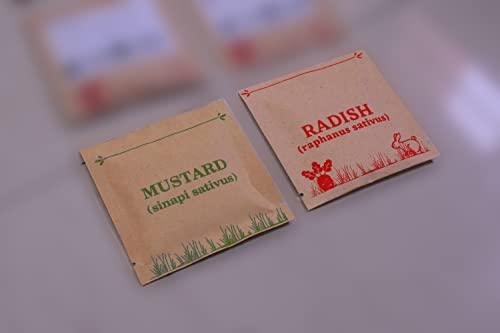 MUSTARD
(sinapi sativus)
RADISH
(raphanus sativus)